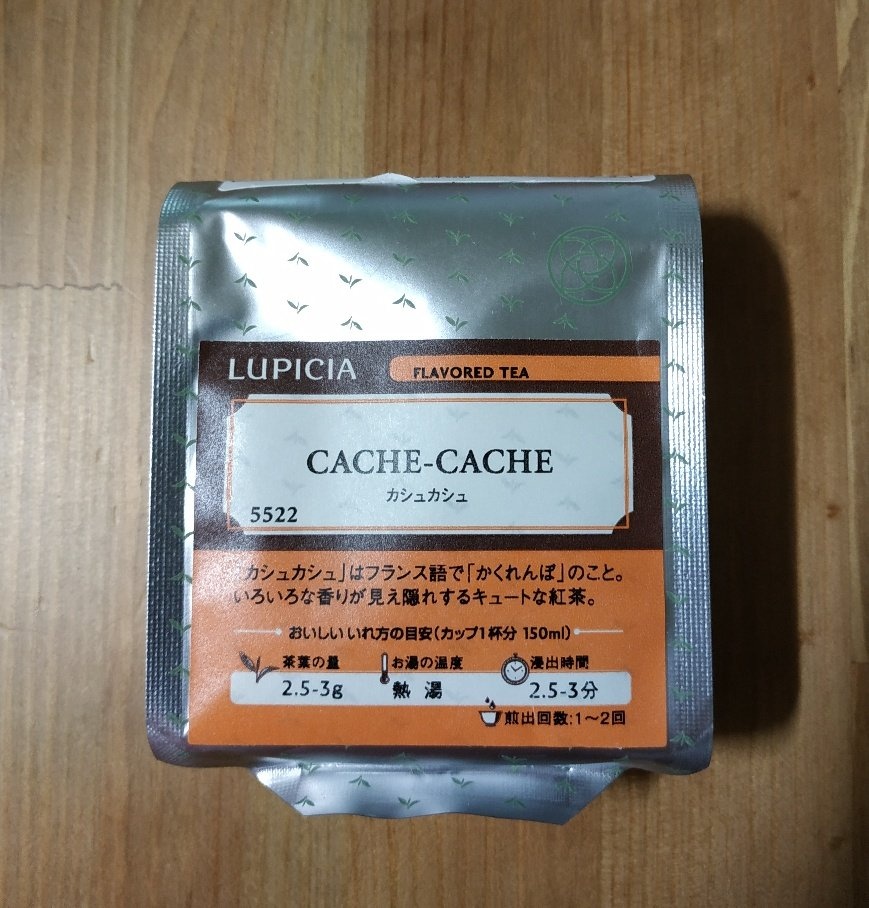 LUPICIA
FLAVORED TEA
CACHE-CACHE
カシュカシュ
5522
「カシュカシュ」はフランス語で「かくれんぼ」のこと。
いろいろな香りが見え隠れするキュートな紅茶。
おいしい いれ方の目安（カップ1杯分 150ml）
茶葉の量 お湯の温度 浸出時間
2.5-3g 熱湯 2.5-3分
煎出回数:1～2回